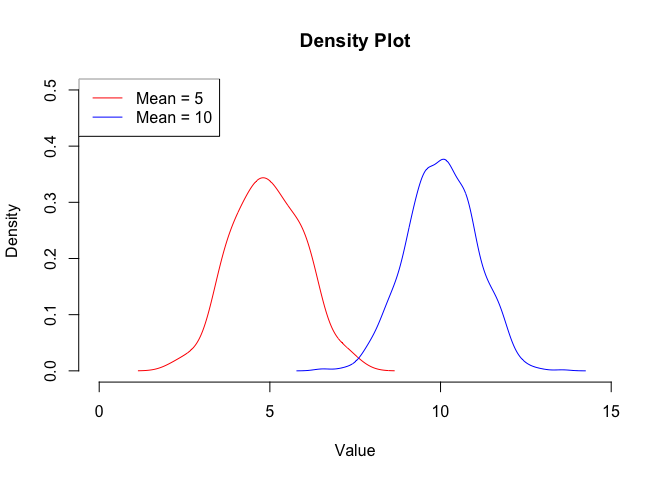 Density Plot
Mean = 5
Mean = 10
Density
0.5
0.4
0.3
0.2
0.1
0.0
0 5 10 15
Value